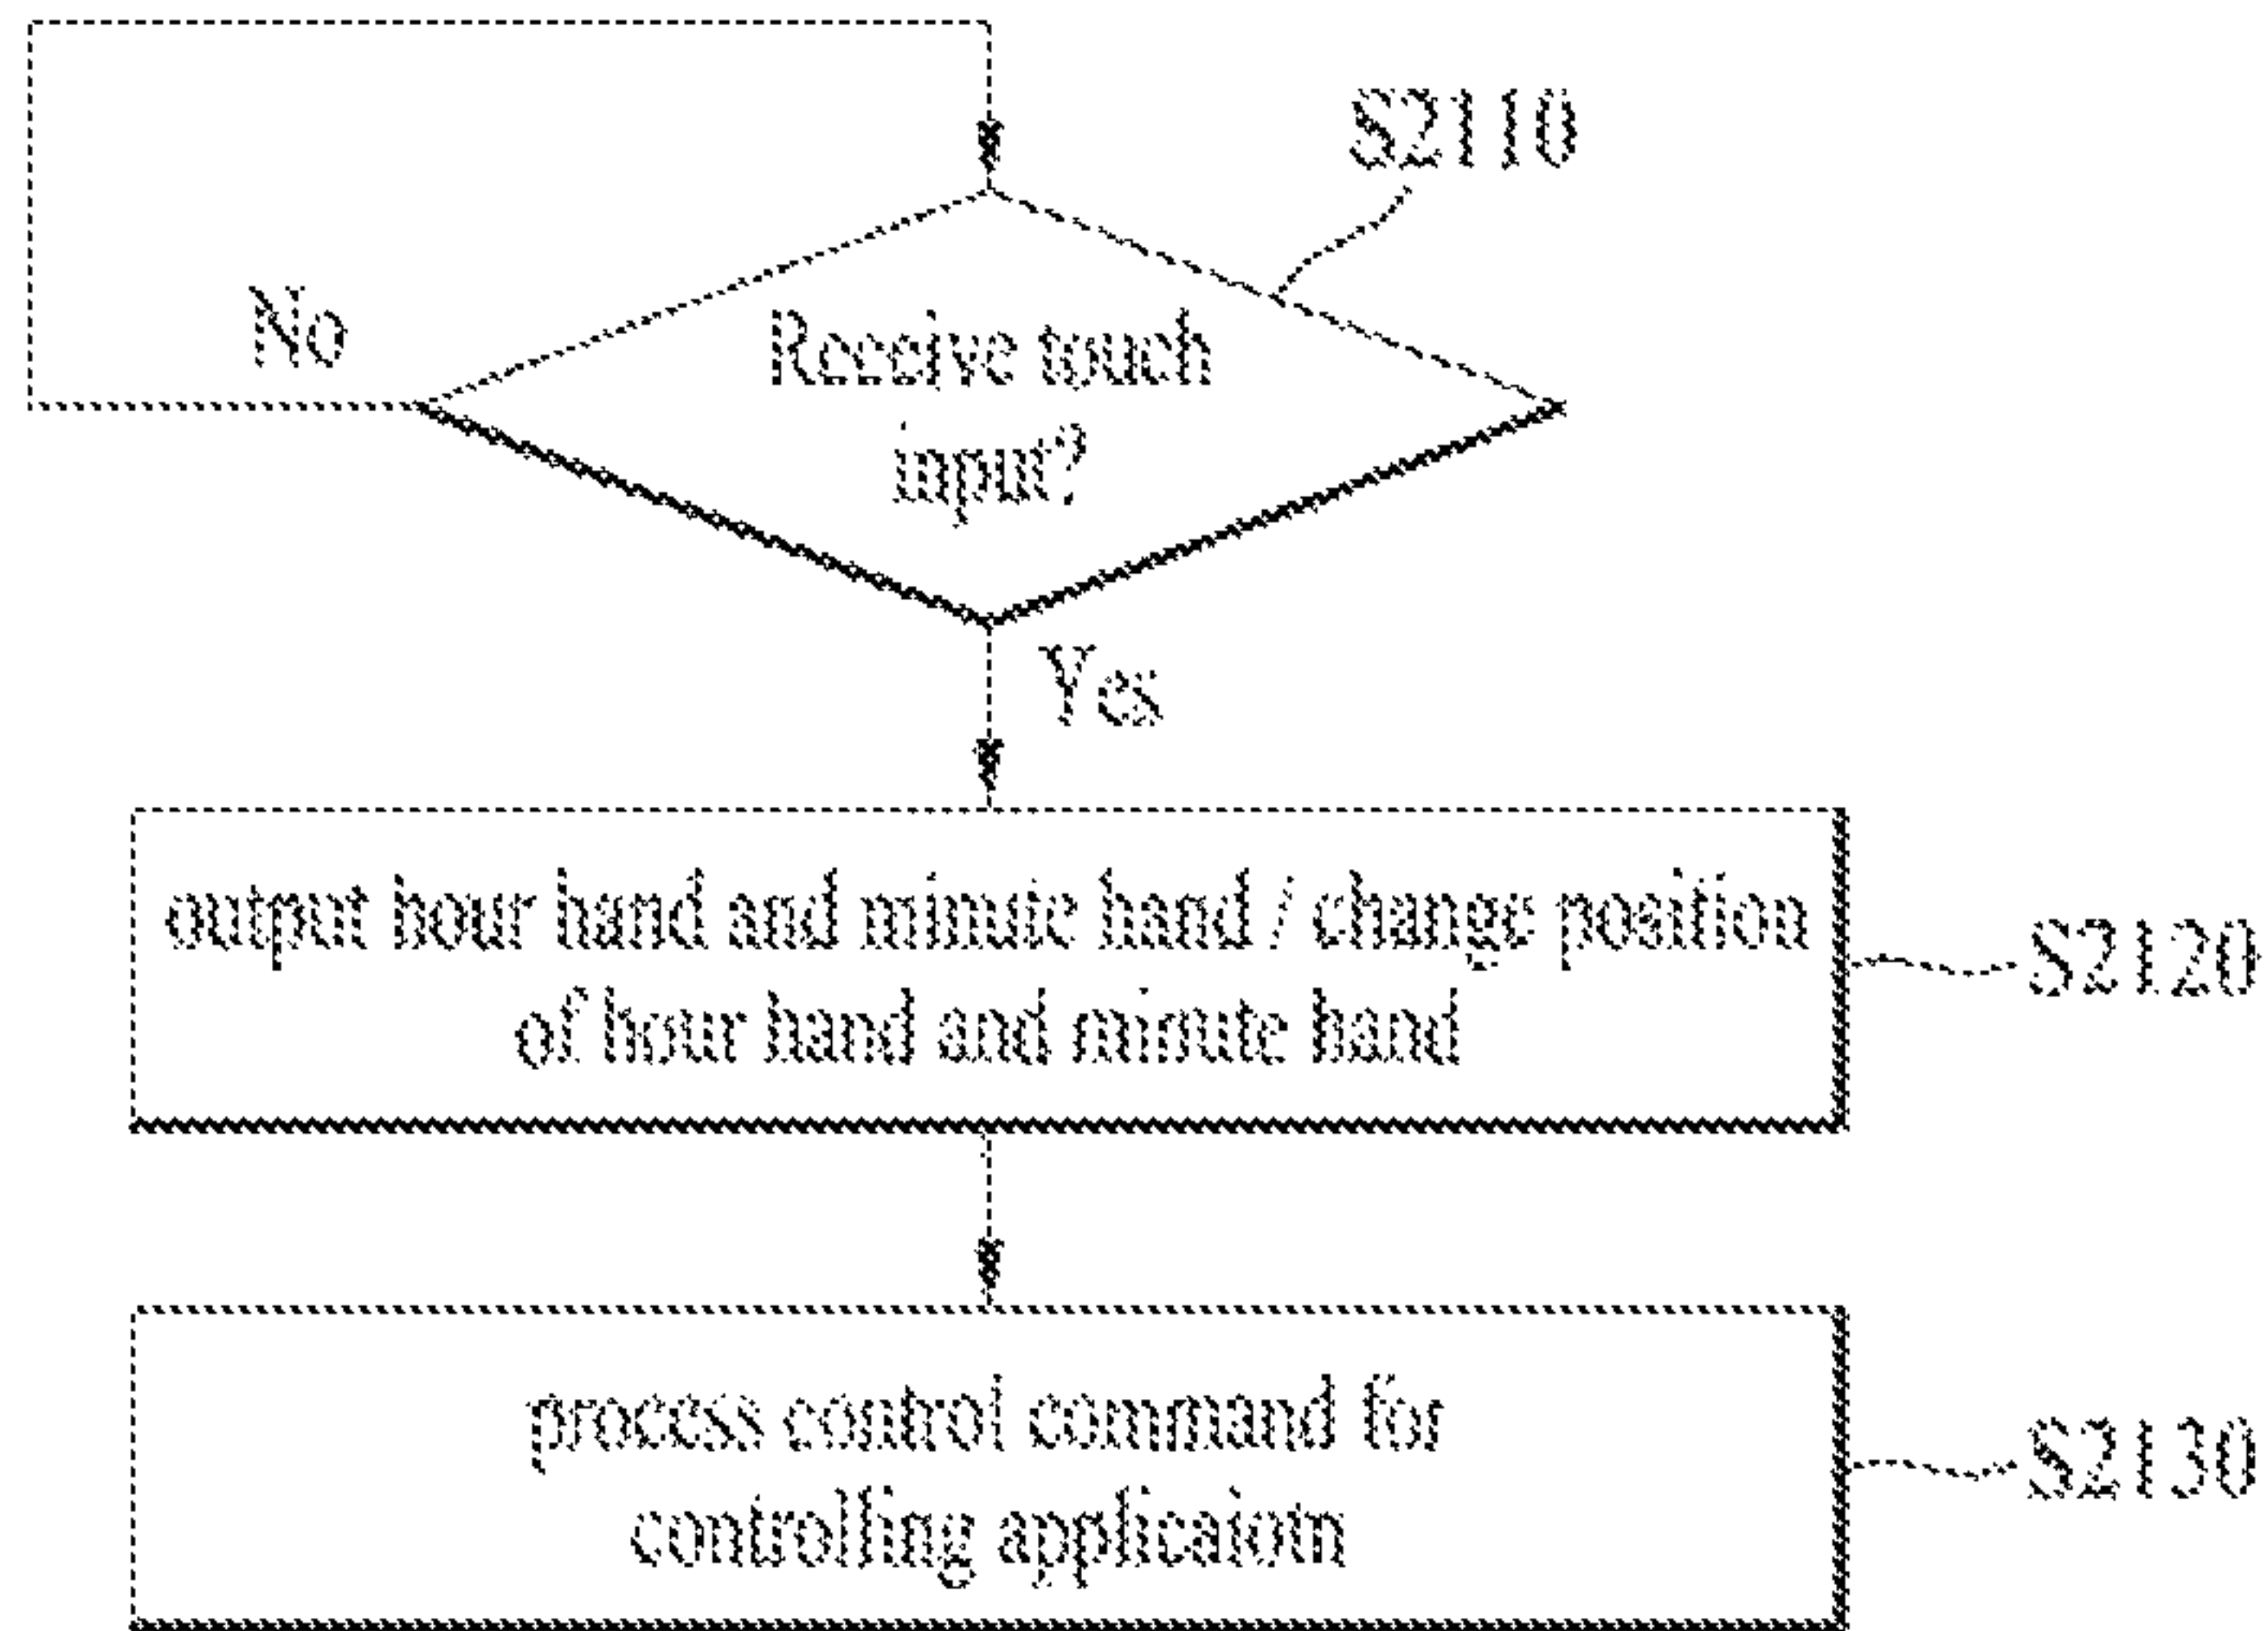 S2110
No
Receive touch
input?
Yes
output hour hand and minute hand / change position
of hour hand and minute hand
S2120
process control command for
controlling applicaiotn
S2130